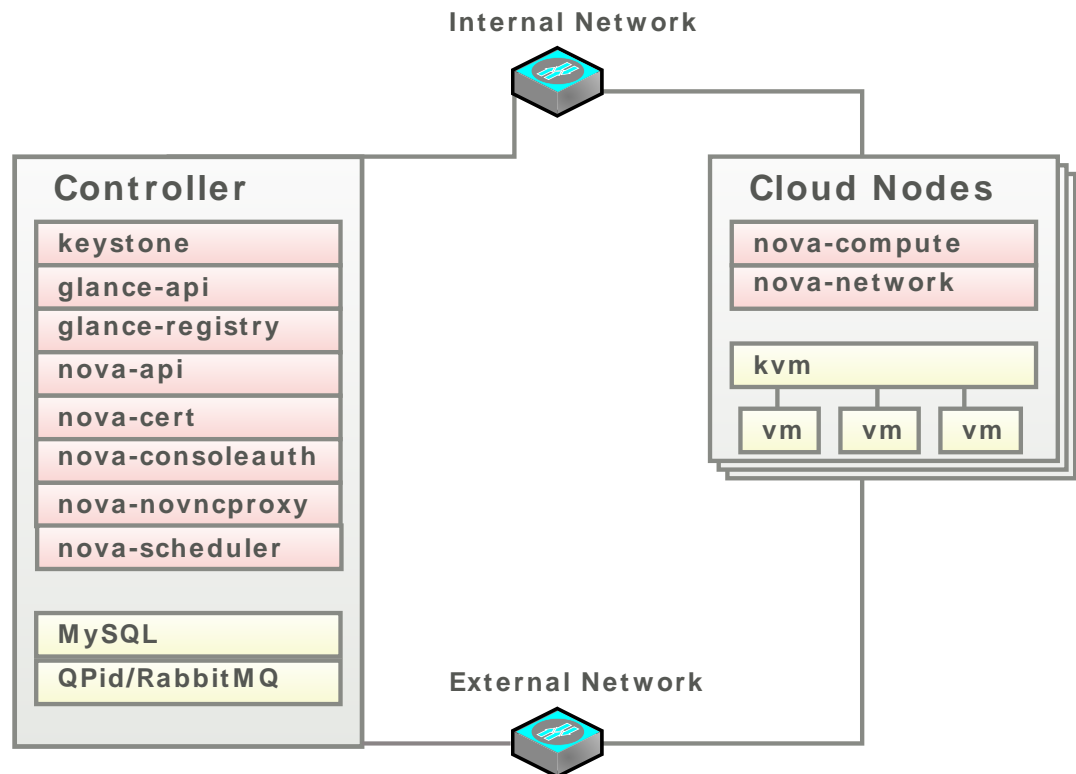 Internal Network
Controller
keystone
glance-api
glance-registry
nova-api
nova-cert
nova-consoleauth
nova-novncproxy
nova-scheduler
MySQL
QPid/RabbitMQ
Cloud Nodes
nova-compute
nova-network
kvm
vm vm vm
External Network